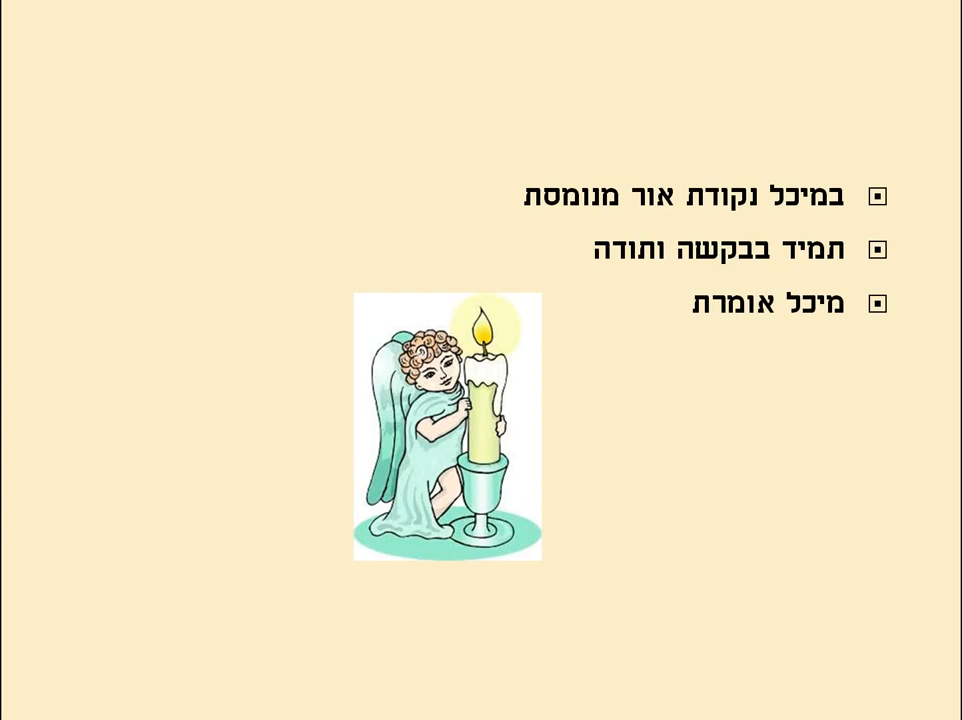 במיכל נקודת אור מנומסת
תמיד בבקשה ותודה
מיכל אומרת